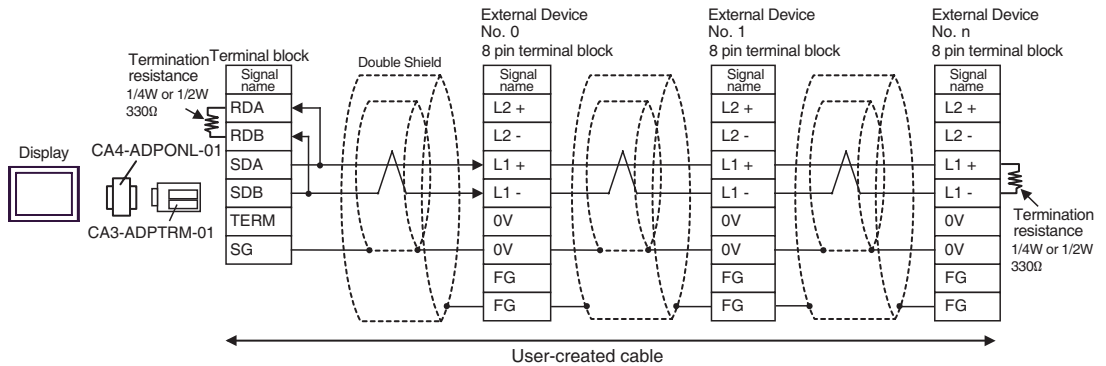 External Device
No. 0
8 pin terminal block
External Device
No. 1
8 pin terminal block
External Device
No. n
8 pin terminal block
Termination
resistance
1/4W or 1/2W
330Ω
Terminal block
Double Shield
Signal
name
RDA
RDB
SDA
SDB
TERM
SG
Signal
name
L2 +
L2 -
L1 +
L1 -
0V
0V
FG
FG
Signal
name
L2 +
L2 -
L1 +
L1 -
0V
0V
FG
FG
Signal
name
L2 +
L2 -
L1 +
L1 -
0V
0V
FG
FG
Display
CA4-ADPONL-01
CA3-ADPTRM-01
Termination
resistance
1/4W or 1/2W
330Ω
User-created cable